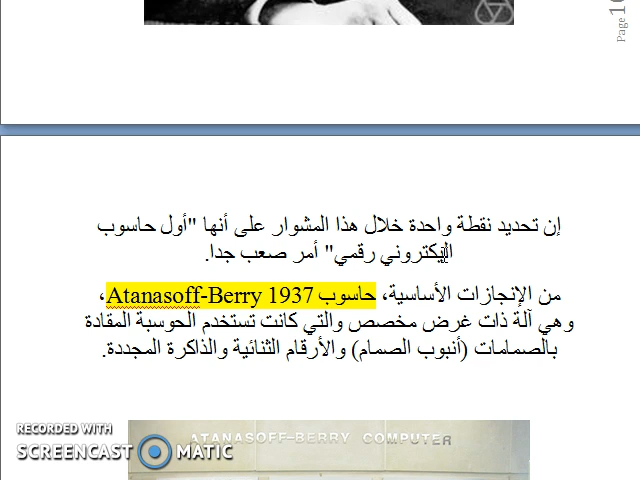 Page 10
إن تحديد نقطة واحدة خلال هذا المشوار على أنها "أول حاسوب
اليكتروني رقمي" أمر صعب جدا.
من الإنجازات الأساسية، حاسوب Atanasoff-Berry 1937،
وهي آلة ذات غرض مخصص والتي كانت تستخدم الحوسبة المقادة
بالصمامات (أنبوب الصمام) والأرقام الثنائية والذاكرة المجددة.
ATANASOFF-BERRY COMPUTER
RECORDED WITH
SCREENCAST MATIC